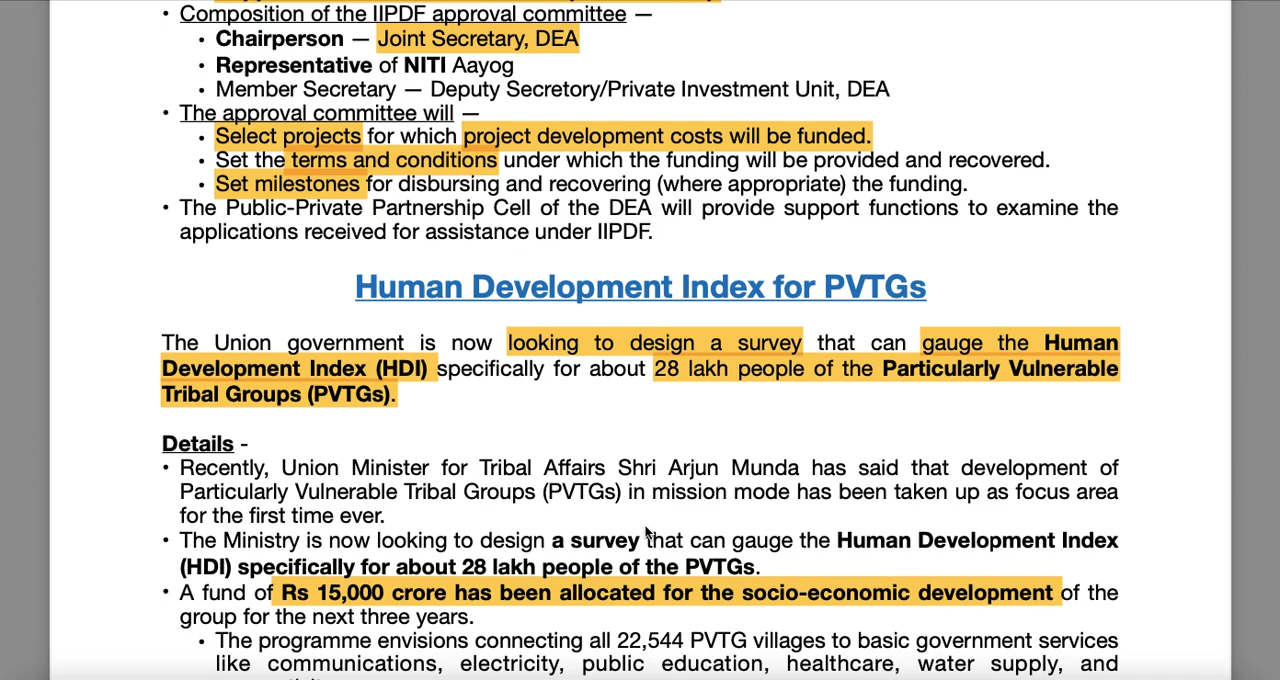 • Composition of the IIPDF approval committee —
• Chairperson — Joint Secretary, DEA
• Representative of NITI Aayog
• Member Secretary — Deputy Secretory/Private Investment Unit, DEA
• The approval committee will —
• Select projects for which project development costs will be funded.
• Set the terms and conditions under which the funding will be provided and recovered.
• Set milestones for disbursing and recovering (where appropriate) the funding.
• The Public-Private Partnership Cell of the DEA will provide support functions to examine the
applications received for assistance under IIPDF.
Human Development Index for PVTGs
The Union government is now looking to design a survey that can gauge the Human
Development Index (HDI) specifically for about 28 lakh people of the Particularly Vulnerable
Tribal Groups (PVTGs).
Details -
• Recently, Union Minister for Tribal Affairs Shri Arjun Munda has said that development of
Particularly Vulnerable Tribal Groups (PVTGs) in mission mode has been taken up as focus area
for the first time ever.
• The Ministry is now looking to design a survey that can gauge the Human Development Index
(HDI) specifically for about 28 lakh people of the PVTGs.
• A fund of Rs 15,000 crore has been allocated for the socio-economic development of the
group for the next three years.
• The programme envisions connecting all 22,544 PVTG villages to basic government services
like communications, electricity, public education, healthcare, water supply, and